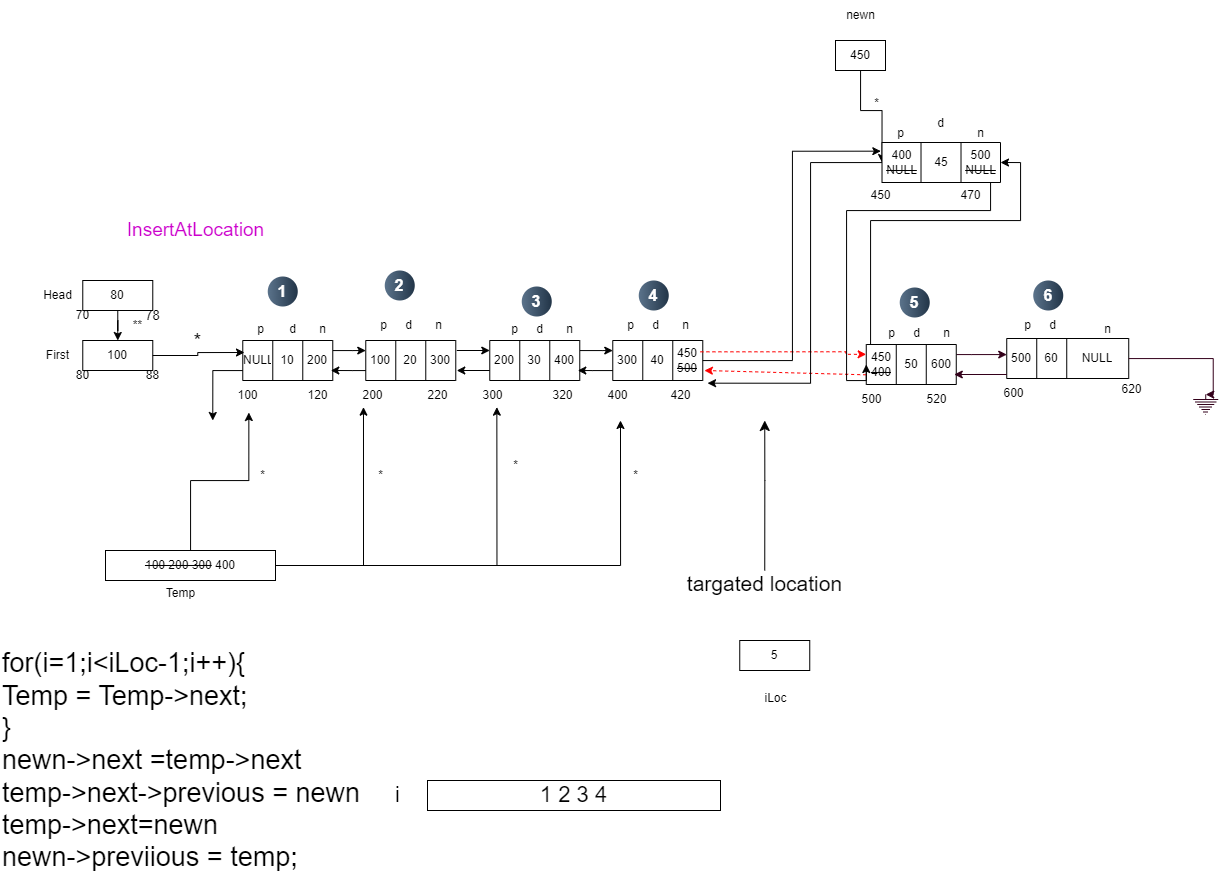 newn
450
*
d
p n
400 45 500
NULL NULL
450 470
InsertAtLocation
1 2 3 4 5 6
Head 80
70 78
**
First 100
80 88
*
p d n
NULL 10 200
100 120
p d n
100 20 300
200 220
p d n
200 30 400
300 320
p d n
300 40 450
500
400 420
p d n
450 50 600
400
500 520
p d n
500 60 NULL
600 620
* * * *
100 200 300 400
Temp
targated location
5
iLoc
for(i=1;i<iLoc-1;i++){
Temp = Temp->next;
}
newn->next =temp->next
temp->next->previous = newn i 1 2 3 4
temp->next=newn
newn->previious = temp;